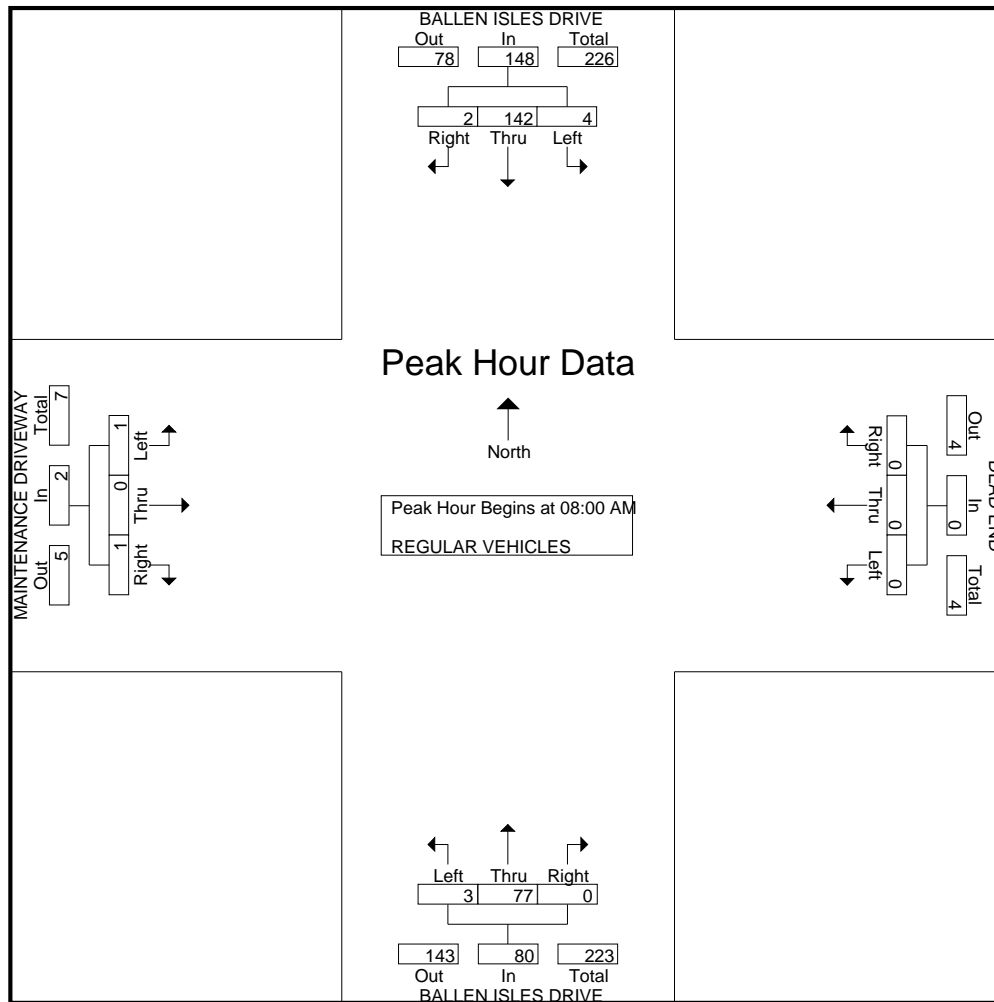 BALLEN ISLES DRIVE
Out In Total
78 148 226
2 142 4
Right Thru Left
Peak Hour Data
North
Peak Hour Begins at 08:00 AM
REGULAR VEHICLES
MAINTENANCE DRIVEWAY
Total In Out
7 2 5
1 0 1
Left Thru Right
Right Thru Left
0 0 0
4 0 4
Out In Total
DEAD END
Left Thru Right
3 77 0
143 80 223
Out In Total
BALLEN ISLES DRIVE